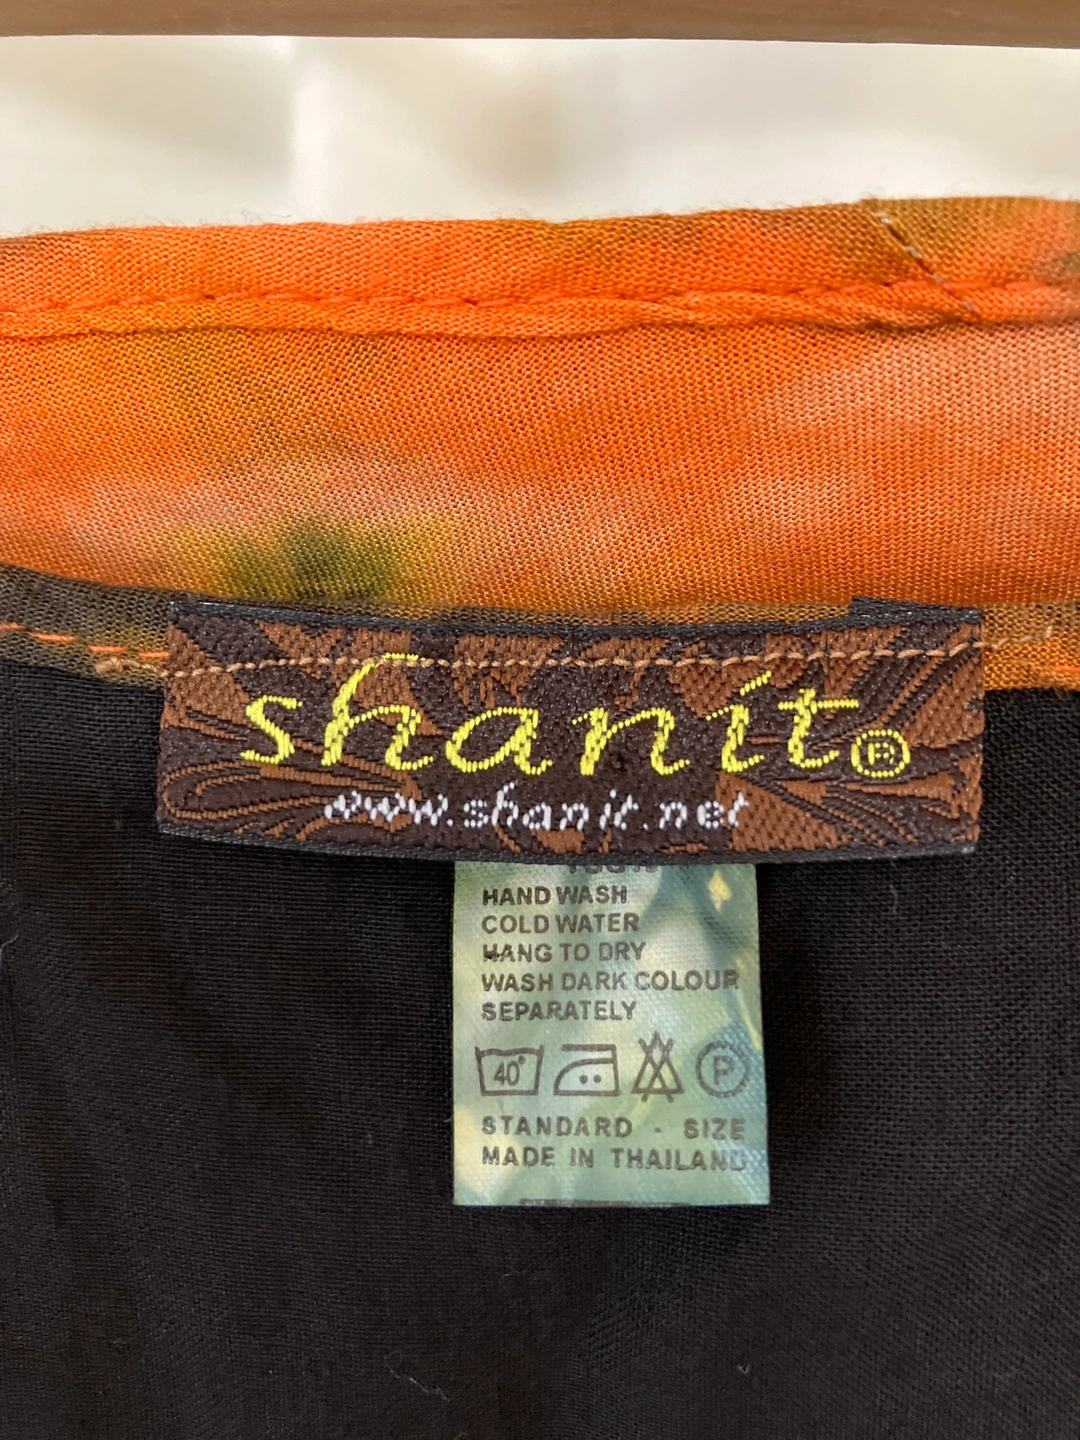 shanit®
www.shanit.net
HAND WASH
COLD WATER
HANG TO DRY
WASH DARK COLOUR
SEPARATELY
40°
P
STANDARD - SIZE
MADE IN THAILAND